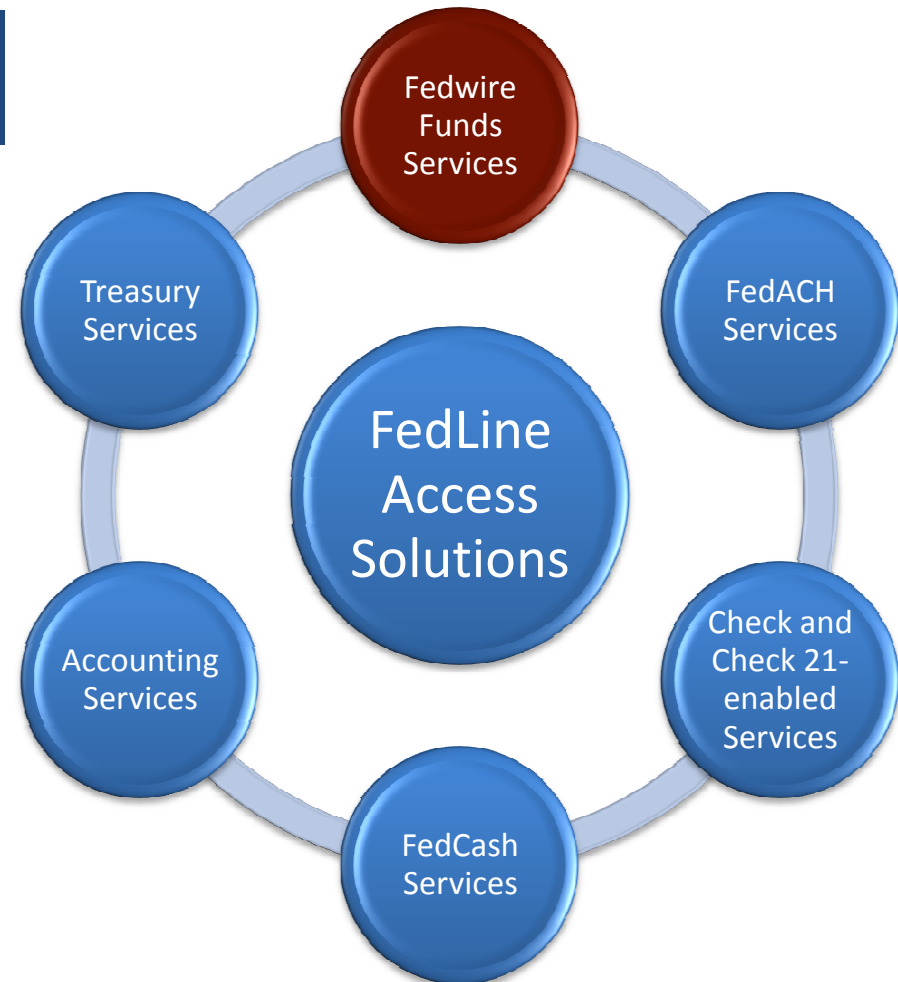 Fedwire
Funds
Services
FedACH
Services
Check and
Check 21-
enabled
Services
FedCash
Services
Accounting
Services
Treasury
Services
FedLine
Access
Solutions